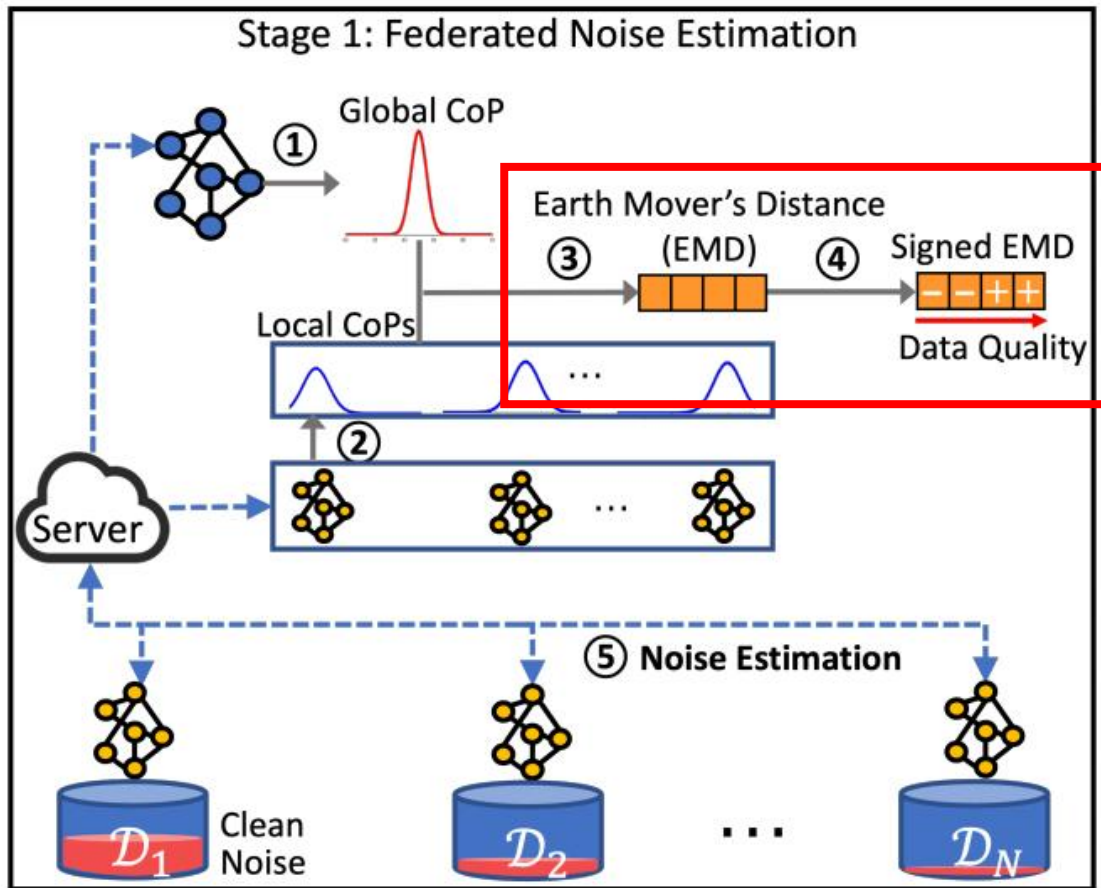 Stage 1: Federated Noise Estimation
Global CoP
①
Earth Mover's Distance
(EMD)
③
④
Signed EMD
− − + +
Data Quality
Local CoPs
...
②
...
Server
⑤ Noise Estimation
Clean
Noise
𝒟1
𝒟2
...
𝒟N